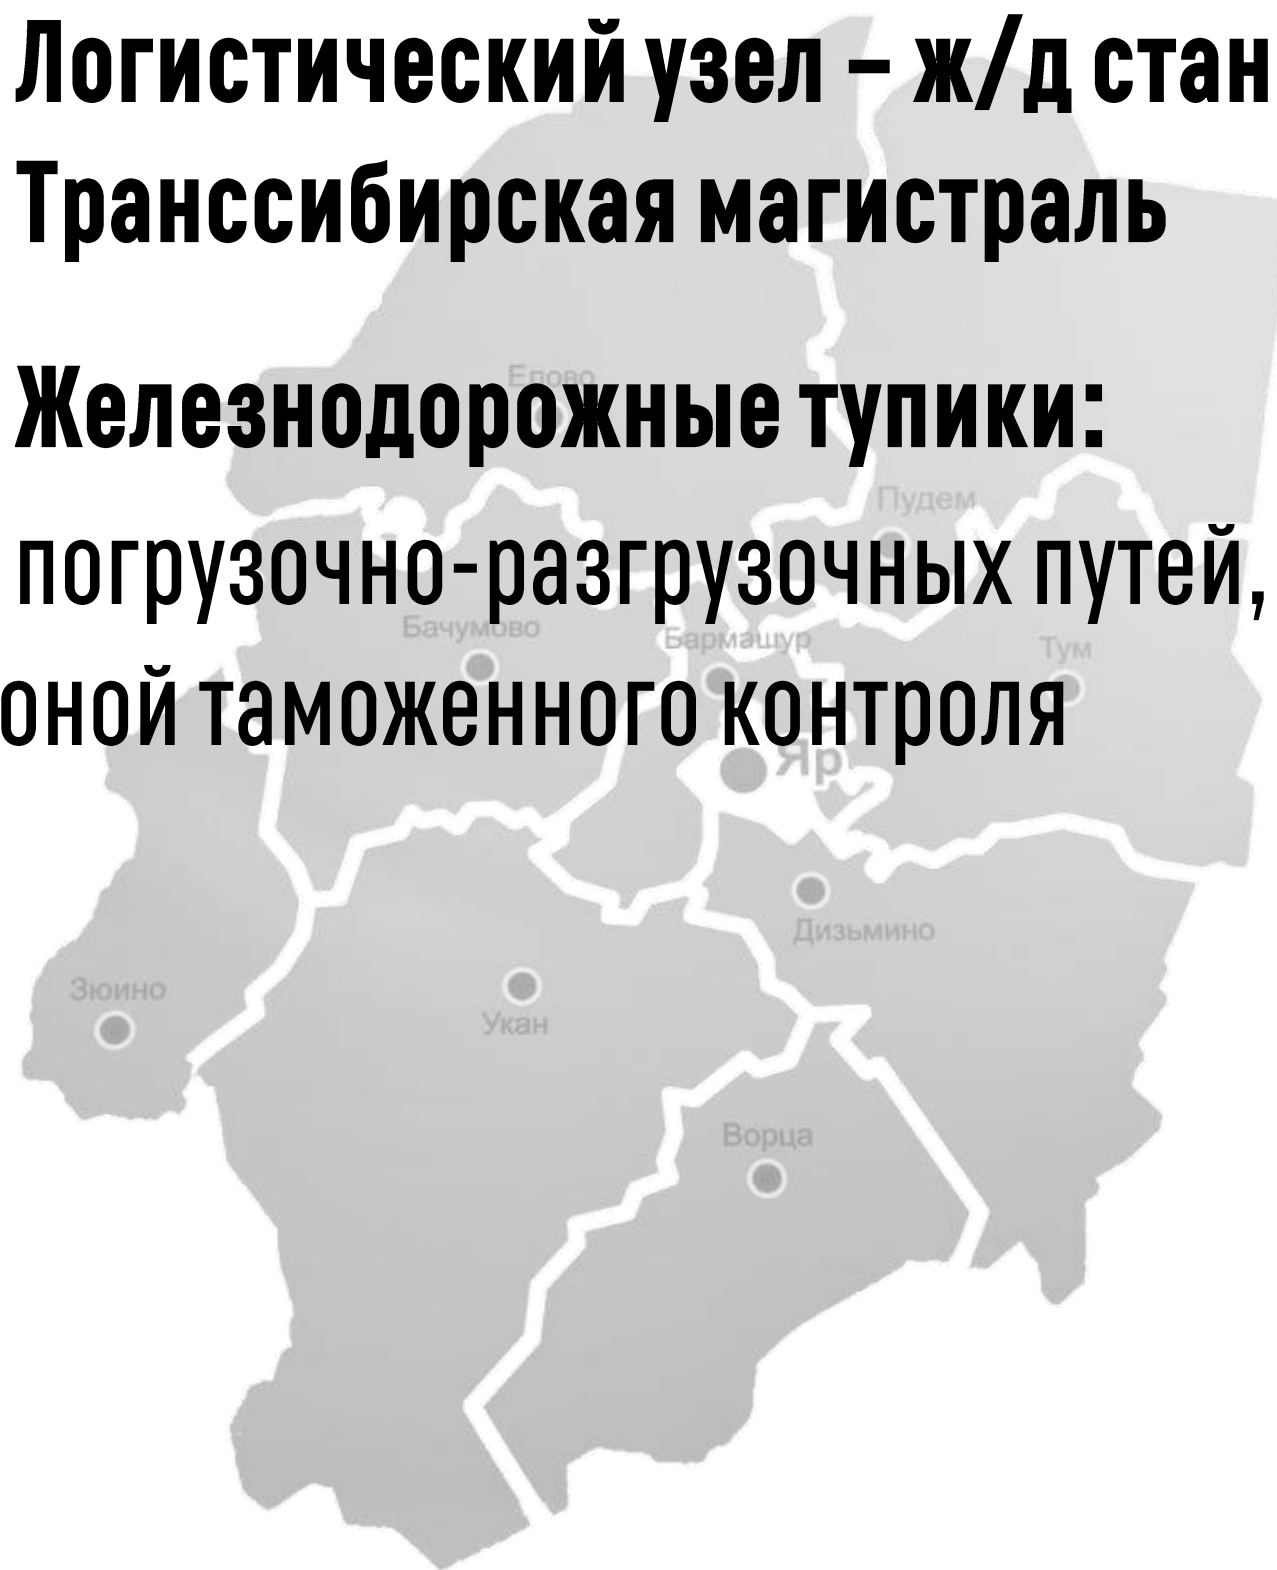 Логистический узел – ж/д стан
Транссибирская магистраль
Елово
Железнодорожные тупики:
Пудем
погрузочно-разгрузочных путей,
Бачумово
Бармашур
Тум
оной таможенного контроля
Яр
Дизьмино
Зюино
Укан
Ворца